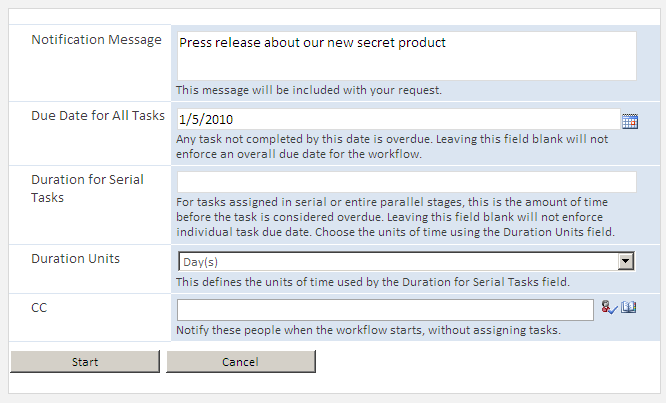 Notification Message
Press release about our new secret product
This message will be included with your request.
Due Date for All Tasks
1/5/2010
Any task not completed by this date is overdue. Leaving this field blank will not
enforce an overall due date for the workflow.
Duration for Serial
Tasks
For tasks assigned in serial or entire parallel stages, this is the amount of time
before the task is considered overdue. Leaving this field blank will not enforce
individual task due date. Choose the units of time using the Duration Units field.
Duration Units
Day(s)
This defines the units of time used by the Duration for Serial Tasks field.
CC
Notify these people when the workflow starts, without assigning tasks.
Start
Cancel